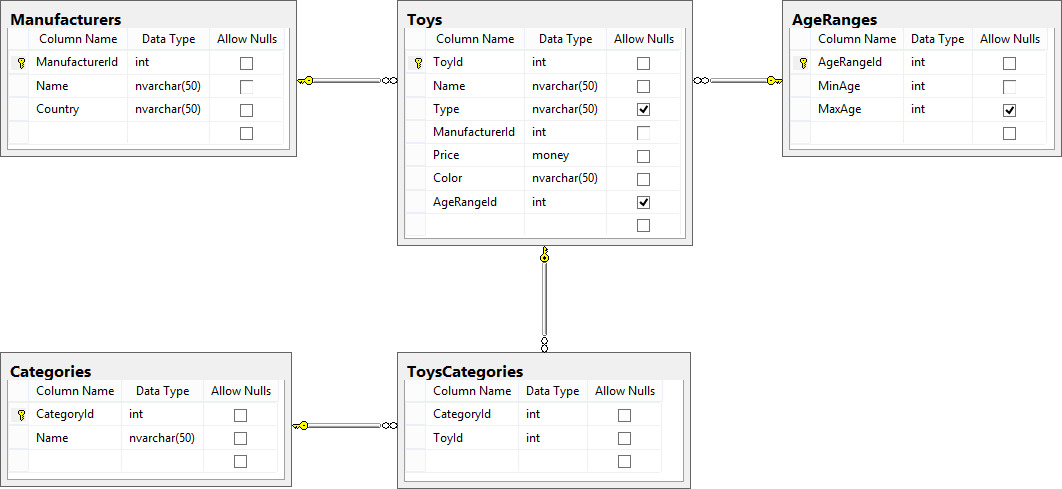 Manufacturers
Column Name Data Type Allow Nulls
ManufacturerId int
Name nvarchar(50)
Country nvarchar(50)
Toys
Column Name Data Type Allow Nulls
ToyId int
Name nvarchar(50)
Type nvarchar(50)
ManufacturerId int
Price money
Color nvarchar(50)
AgeRangeId int
AgeRanges
Column Name Data Type Allow Nulls
AgeRangeId int
MinAge int
MaxAge int
Categories
Column Name Data Type Allow Nulls
CategoryId int
Name nvarchar(50)
ToysCategories
Column Name Data Type Allow Nulls
CategoryId int
ToyId int